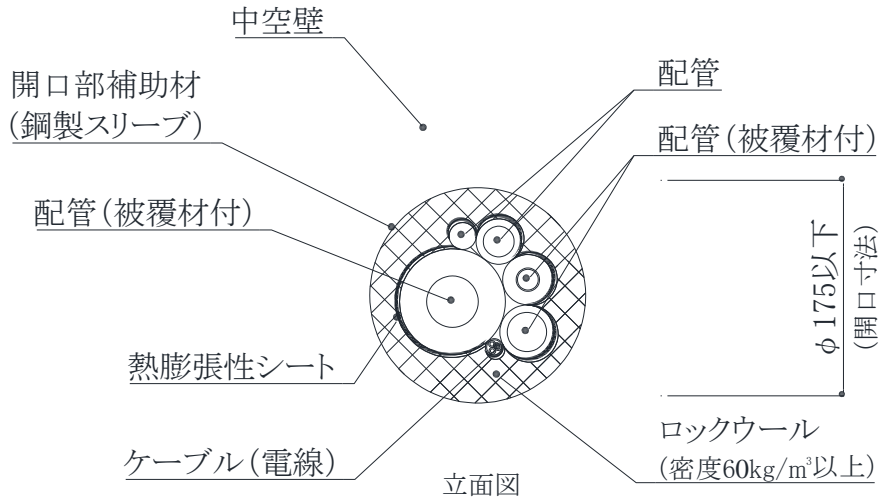 中空壁
開口部補助材
(鋼製スリーブ)
配管
配管(被覆材付)
配管(被覆材付)
φ175以下
(開口寸法)
熱膨張性シート
ケーブル(電線)
ロックウール
(密度60kg/m³以上)
立面図